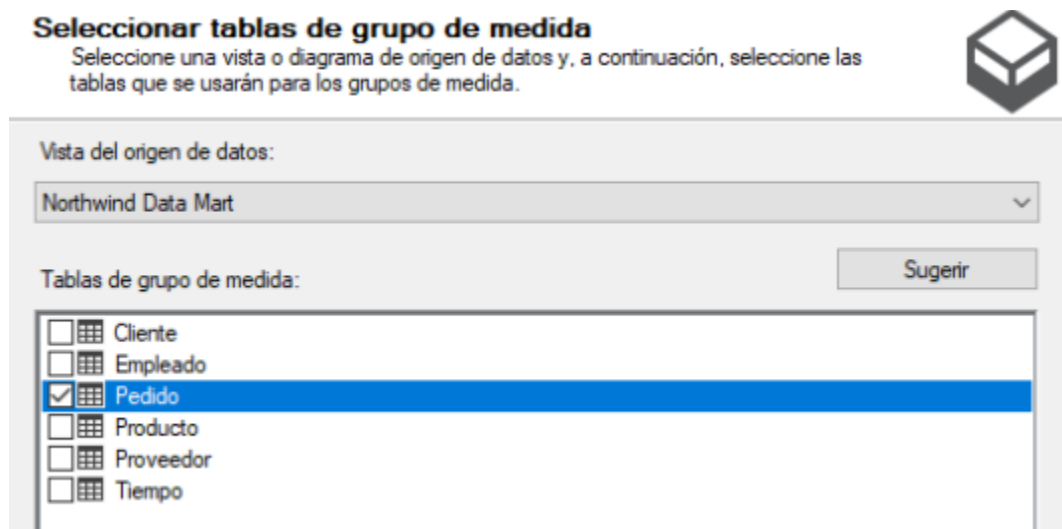 Seleccionar tablas de grupo de medida
Seleccione una vista o diagrama de origen de datos y, a continuación, seleccione las
tablas que se usarán para los grupos de medida.
Vista del origen de datos:
Northwind Data Mart
Sugerir
Tablas de grupo de medida:
Cliente
Empleado
Pedido
Producto
Proveedor
Tiempo